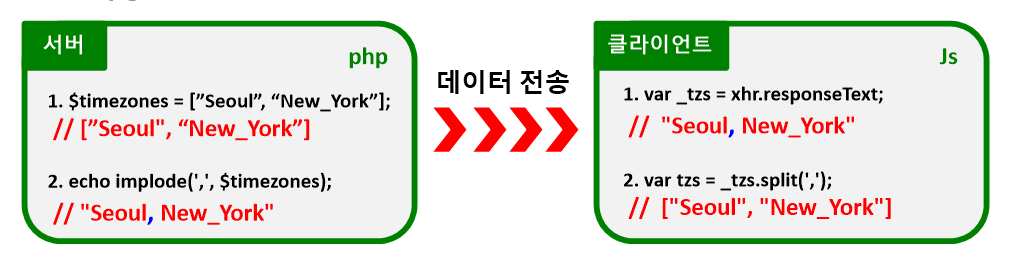 서버
php
1. $timezones = [”Seoul”, “New_York”];
// [”Seoul", “New_York”]
2. echo implode(',', $timezones);
// "Seoul, New_York"
데이터 전송
클라이언트
Js
1. var _tzs = xhr.responseText;
// "Seoul, New_York"
2. var tzs = _tzs.split(',');
// ["Seoul", "New_York"]